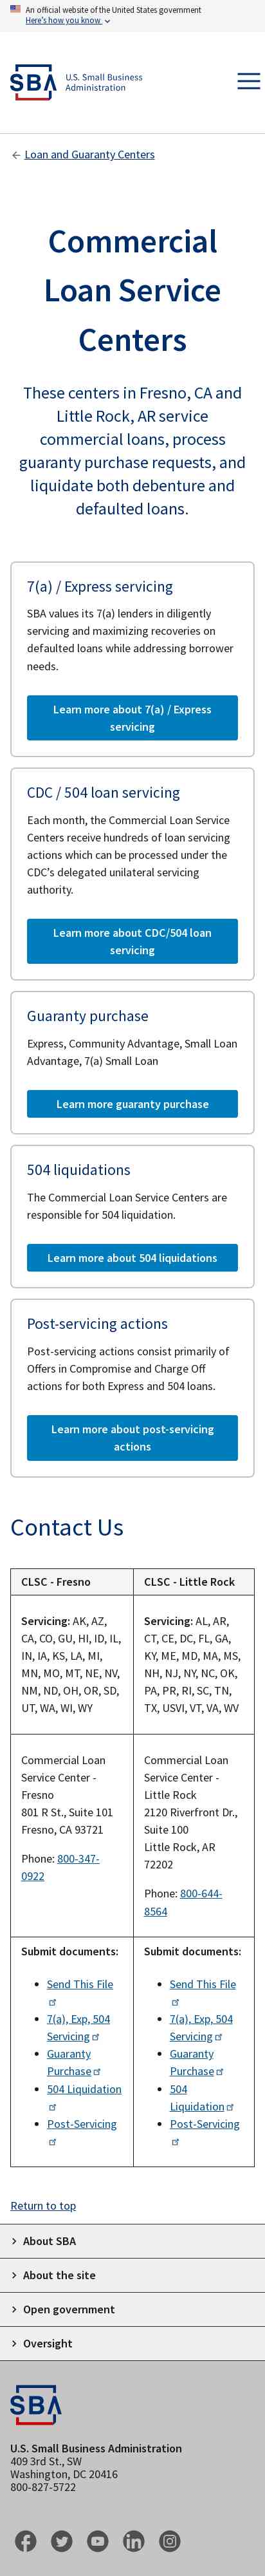 An official website of the United States government
Here's how you know
SBA
U.S. Small Business
Administration
Loan and Guaranty Centers
Commercial
Loan Service
Centers
These centers in Fresno, CA and
Little Rock, AR service
commercial loans, process
guaranty purchase requests, and
liquidate both debenture and
defaulted loans.
7(a) / Express servicing
SBA values its 7(a) lenders in diligently
servicing and maximizing recoveries on
defaulted loans while addressing borrower
needs.
Learn more about 7(a) / Express
servicing
CDC / 504 loan servicing
Each month, the Commercial Loan Service
Centers receive hundreds of loan servicing
actions which can be processed under the
CDC’s delegated unilateral servicing
authority.
Learn more about CDC/504 loan
servicing
Guaranty purchase
Express, Community Advantage, Small Loan
Advantage, 7(a) Small Loan
Learn more guaranty purchase
504 liquidations
The Commercial Loan Service Centers are
responsible for 504 liquidation.
Learn more about 504 liquidations
Post-servicing actions
Post-servicing actions consist primarily of
Offers in Compromise and Charge Off
actions for both Express and 504 loans.
Learn more about post-servicing
actions
Contact Us
CLSC - Fresno
CLSC - Little Rock
Servicing: AK, AZ,
CA, CO, GU, HI, ID, IL,
IN, IA, KS, LA, MI,
MN, MO, MT, NE, NV,
NM, ND, OH, OR, SD,
UT, WA, WI, WY
Servicing: AL, AR,
CT, CE, DC, FL, GA,
KY, ME, MD, MA, MS,
NH, NJ, NY, NC, OK,
PA, PR, RI, SC, TN,
TX, USVI, VT, VA, WV
Commercial Loan
Service Center -
Fresno
801 R St., Suite 101
Fresno, CA 93721
Phone: 800-347-
0922
Commercial Loan
Service Center -
Little Rock
2120 Riverfront Dr.,
Suite 100
Little Rock, AR
72202
Phone: 800-644-
8564
Submit documents:
Send This File
7(a), Exp, 504
Servicing
Guaranty
Purchase
504 Liquidation
Post-Servicing
Submit documents:
Send This File
7(a), Exp, 504
Servicing
Guaranty
Purchase
504
Liquidation
Post-Servicing
Return to top
About SBA
About the site
Open government
Oversight
SBA
U.S. Small Business Administration
409 3rd St., SW
Washington, DC 20416
800-827-5722